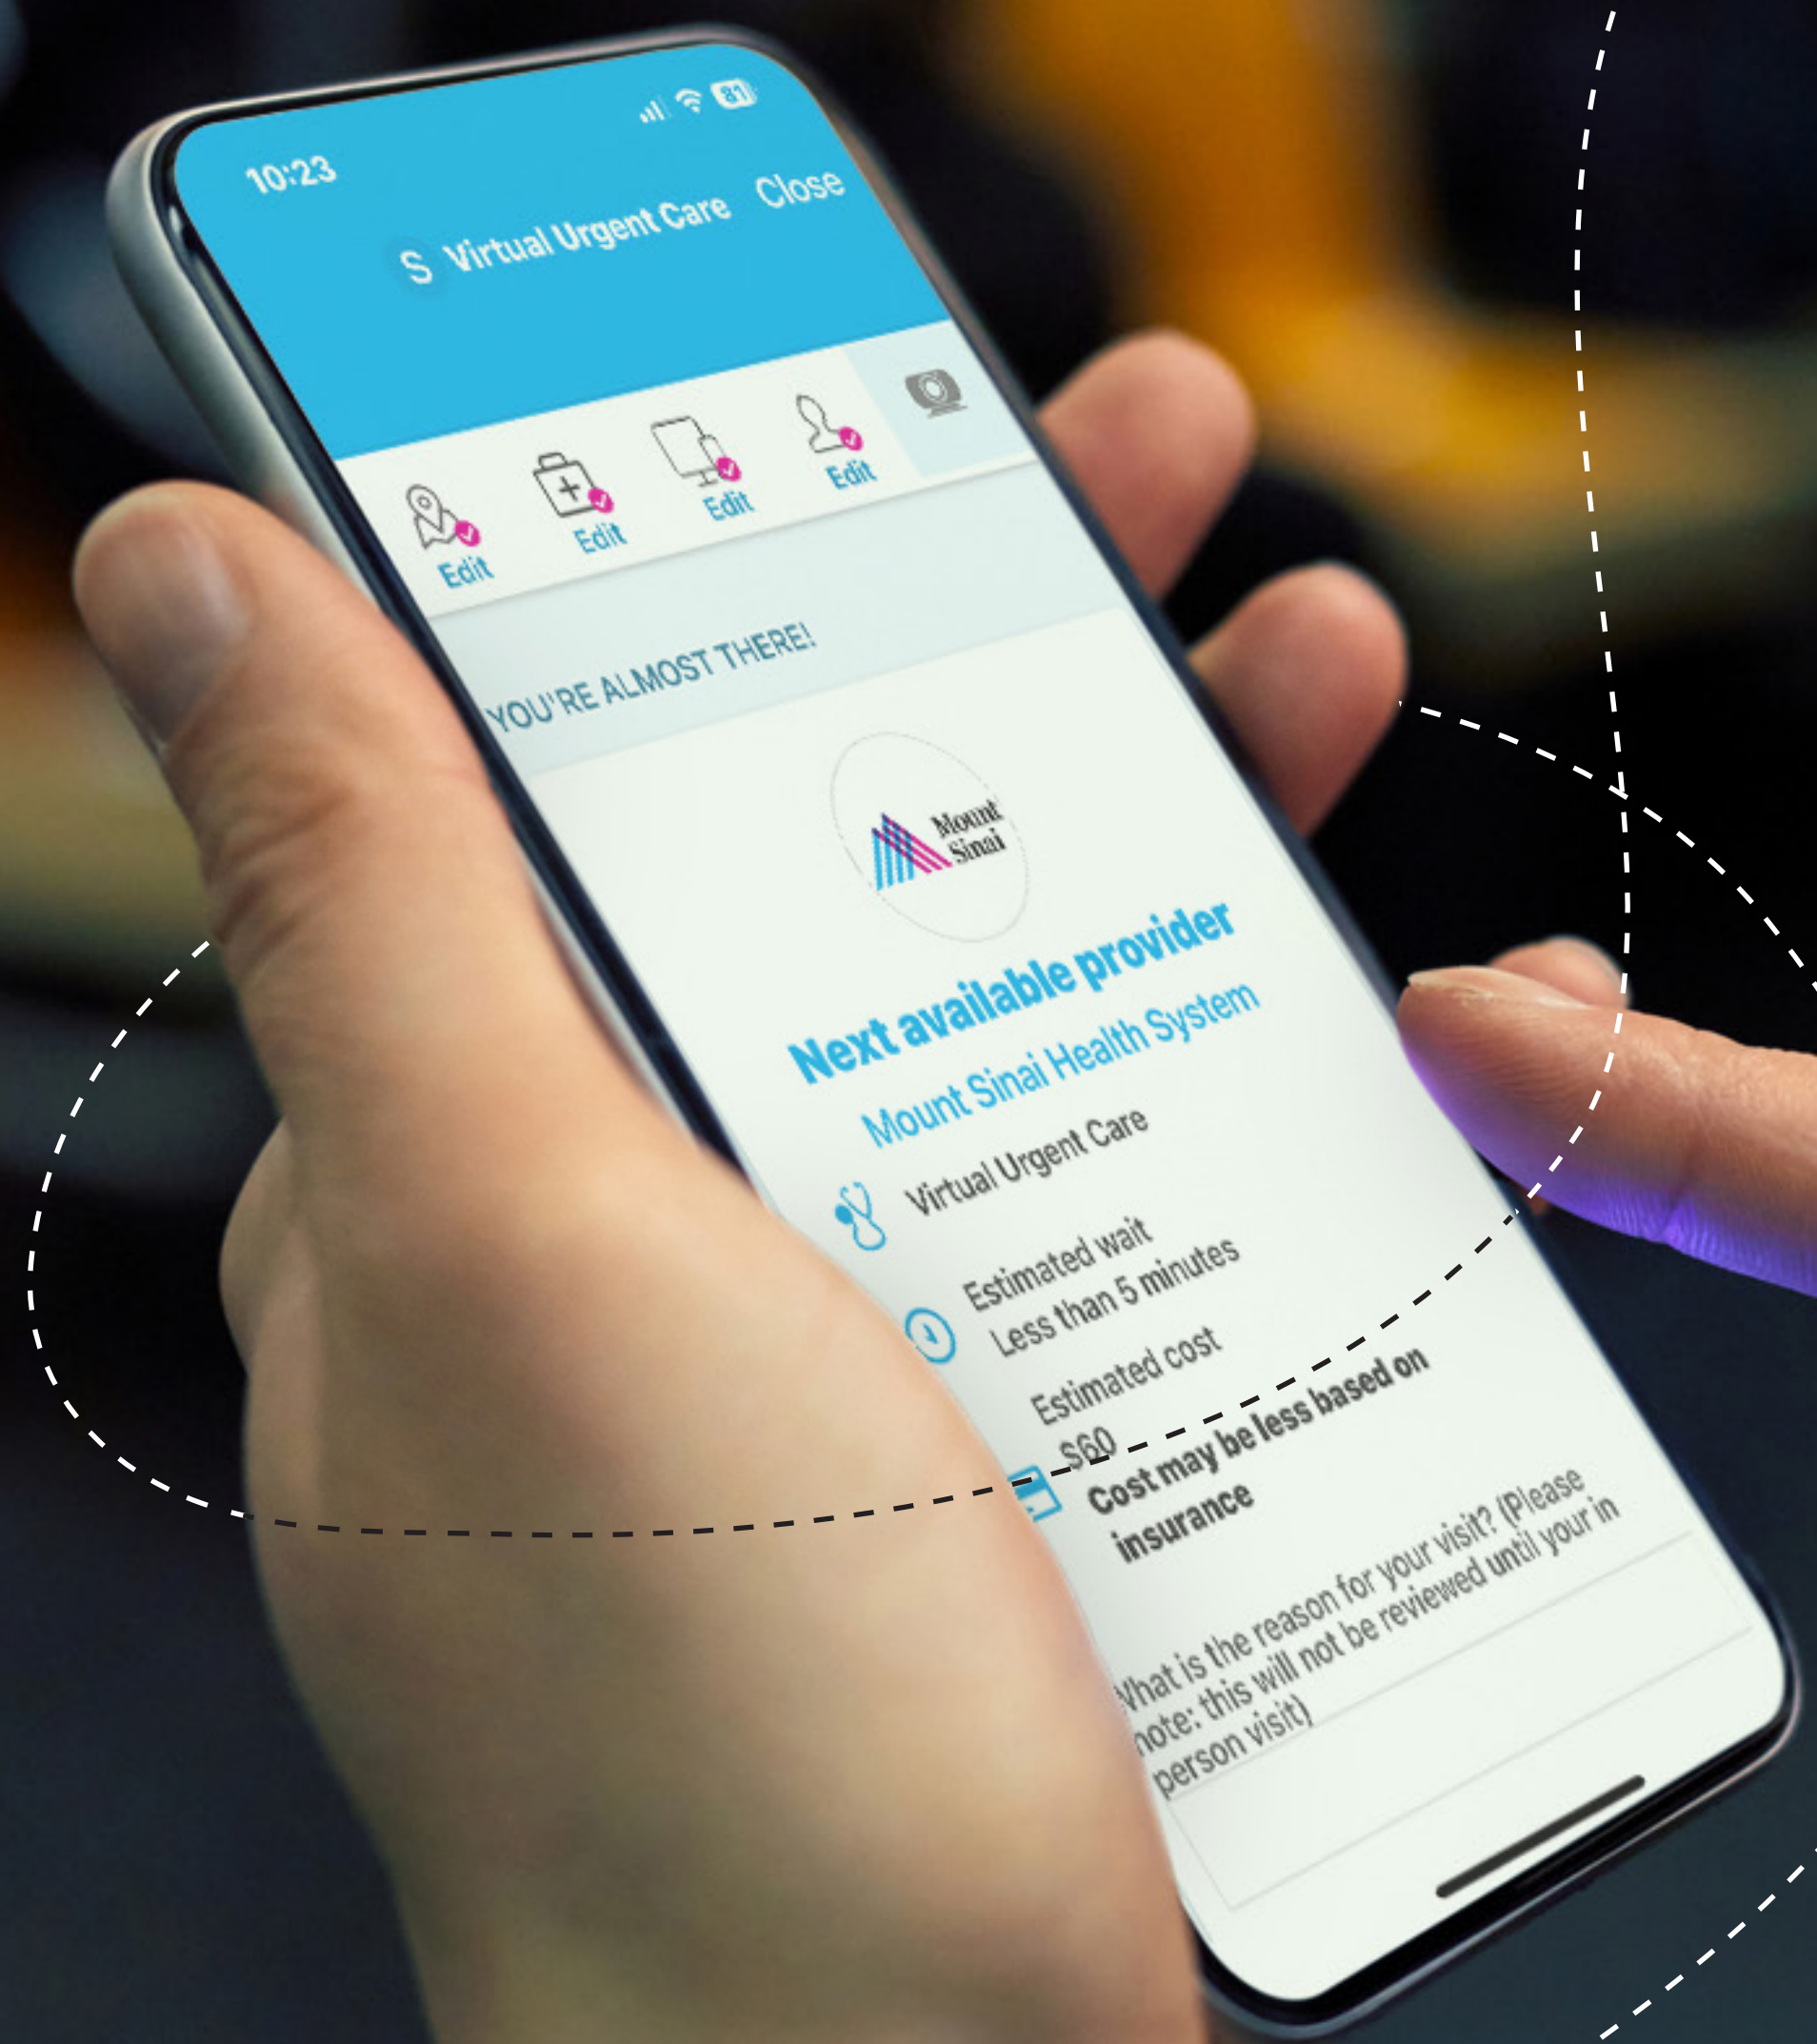 10:23
81
S Virtual Urgent Care Close
Edit
Edit
Edit
Edit
YOU'RE ALMOST THERE!
Mount
Sinai
Next available provider
Mount Sinai Health System
Virtual Urgent Care
Estimated wait
Less than 5 minutes
Estimated cost
$60
Cost may be less based on
insurance
What is the reason for your visit? (Please
note: this will not be reviewed until your in
person visit)